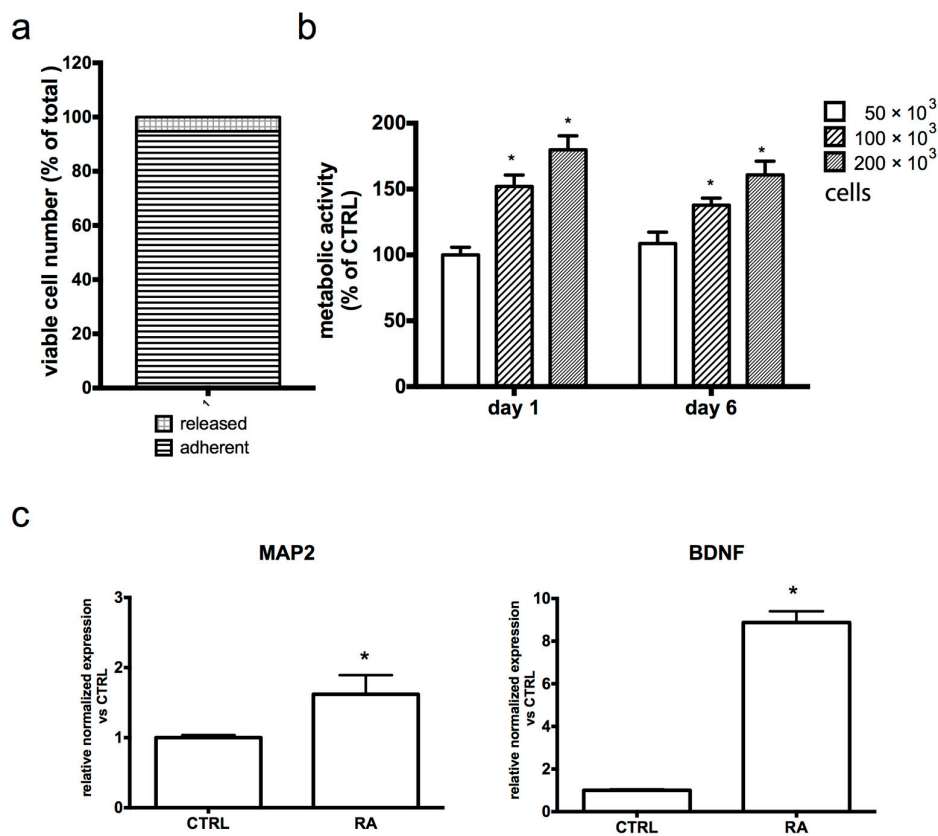 a
viable cell number (% of total )
120
100
80
60
40
20
0
released
adherent
b
metabolic activity
(% of CTRL)
200
150
100
50
0
*
*
*
*
day 1
day 6
50 × 10³
100 × 10³
200 × 10³
cells
c
MAP2
relative normalized expression
vs CTRL
3
2
1
0
*
CTRL
RA
BDNF
relative normalized expression
vs CTRL
10
8
6
4
2
0
*
CTRL
RA